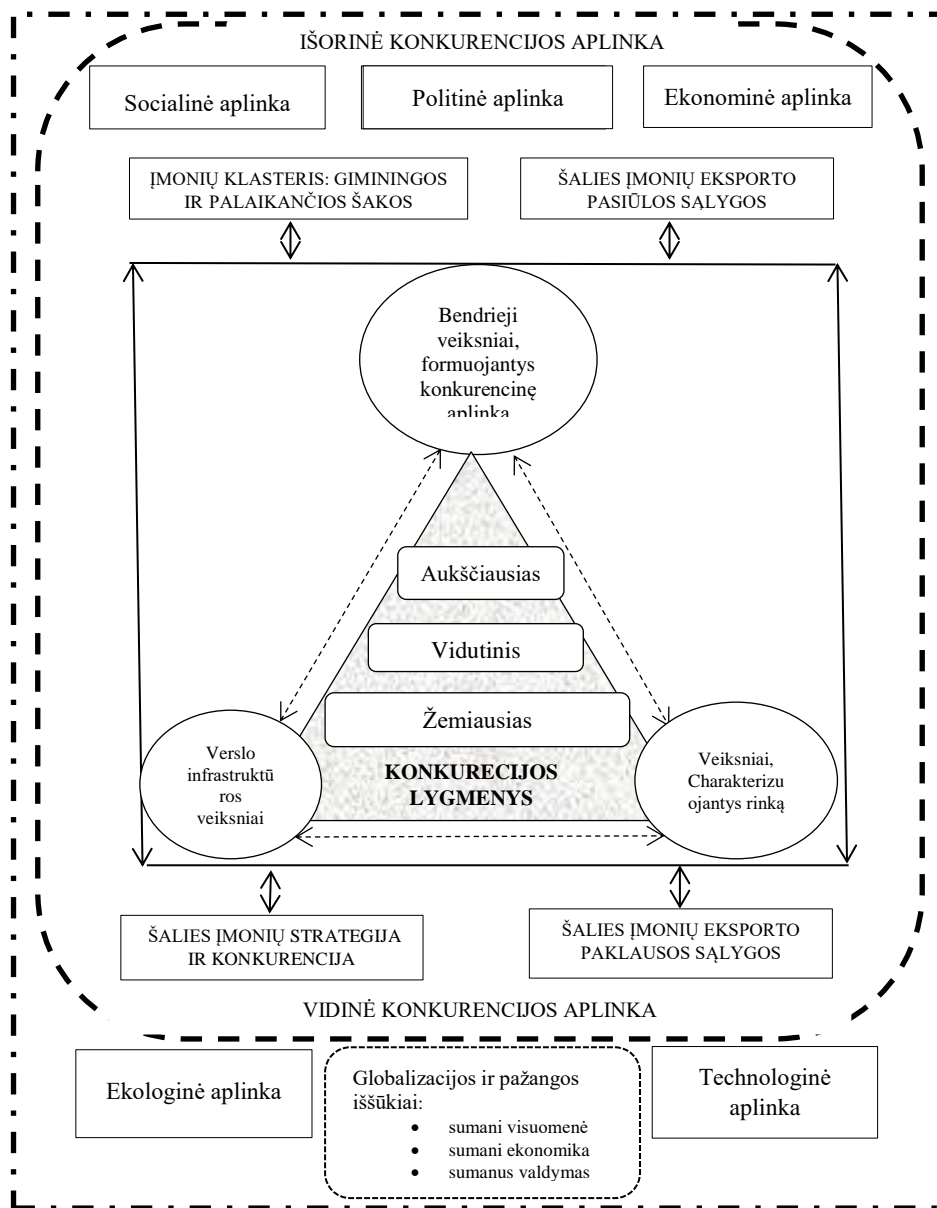 IŠORINĖ KONKURENCIJOS APLINKA
Socialinė aplinka
Politinė aplinka
Ekonominė aplinka
ĮMONIŲ KLASTERIS: GIMININGOS
IR PALAIKANČIOS ŠAKOS
ŠALIES ĮMONIŲ EKSPORTO
PASIŪLOS SĄLYGOS
Bendrieji
veiksniai,
formuojantys
konkurencinę
aplinką
Aukščiausias
Vidutinis
Žemiausias
KONKURECIJOS
LYGMENYS
Verslo
infrastruktū
ros
veiksniai
Veiksniai,
Charakterizu
ojantys rinką
ŠALIES ĮMONIŲ STRATEGIJA
IR KONKURENCIJA
ŠALIES ĮMONIŲ EKSPORTO
PAKLAUSOS SĄLYGOS
VIDINĖ KONKURENCIJOS APLINKA
Ekologinė aplinka
Globalizacijos ir pažangos
iššūkiai:
• sumani visuomenė
• sumani ekonomika
• sumanus valdymas
Technologinė
aplinka